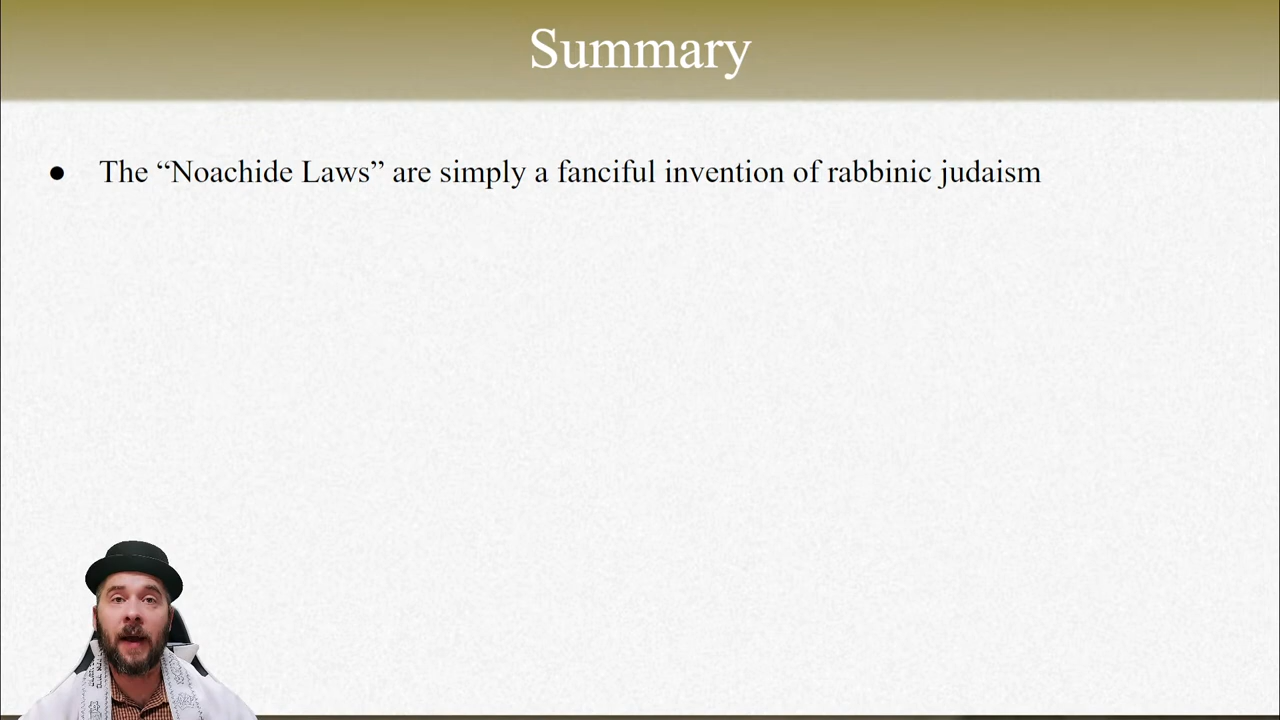 Summary
● The “Noachide Laws” are simply a fanciful invention of rabbinic judaism